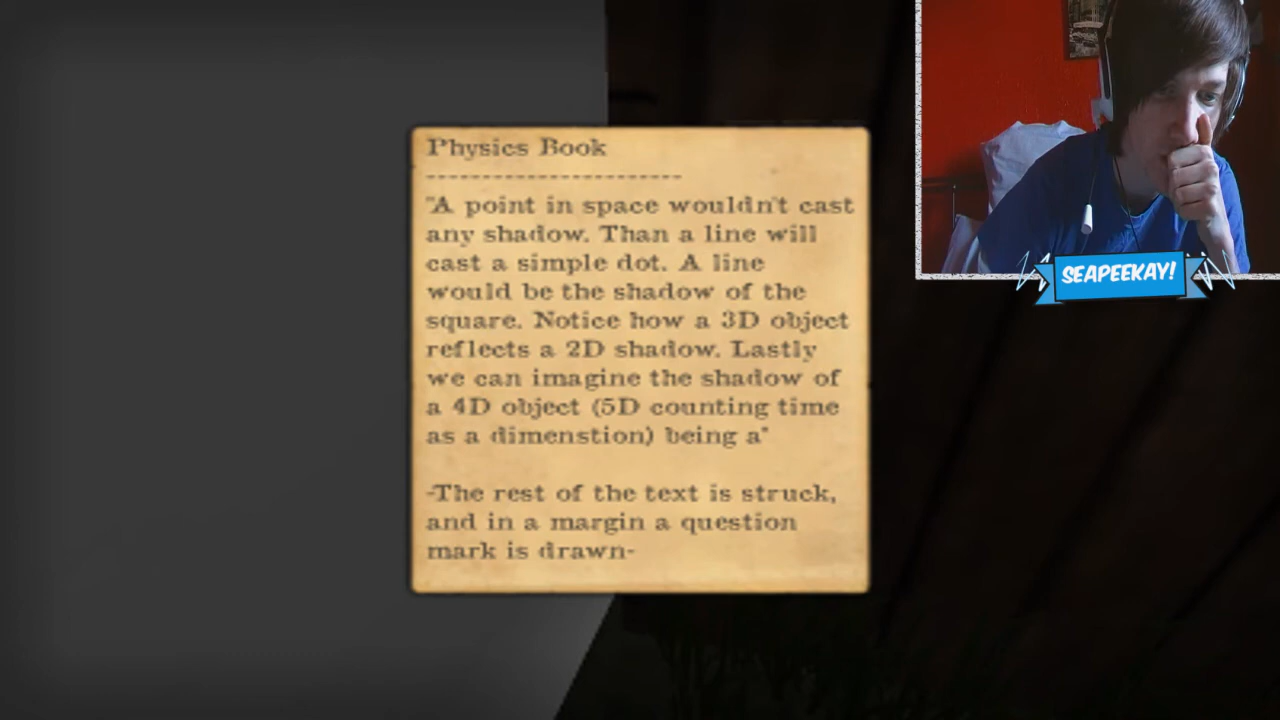 Physics Book
-----------------------
"A point in space wouldn't cast
any shadow. Than a line will
cast a simple dot. A line
would be the shadow of the
square. Notice how a 3D object
reflects a 2D shadow. Lastly
we can imagine the shadow of
a 4D object (5D counting time
as a dimenstion) being a"
-The rest of the text is struck,
and in a margin a question
mark is drawn-
SEAPEEKAY!